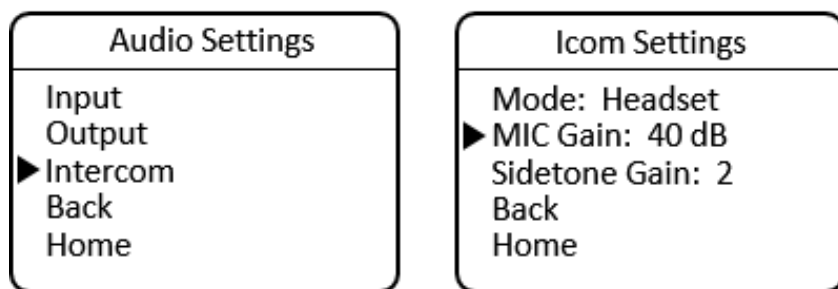 Audio Settings
Input
Output
Intercom
Back
Home
Icom Settings
Mode: Headset
MIC Gain: 40 dB
Sidetone Gain: 2
Back
Home